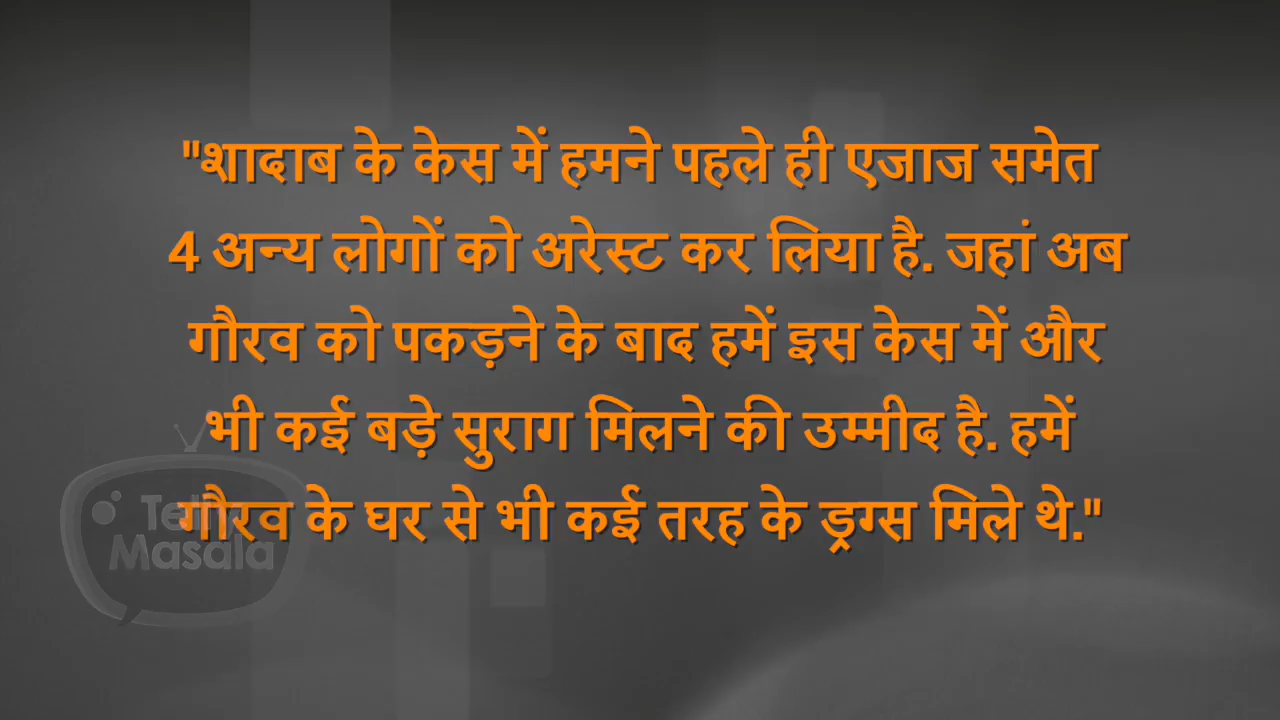 "शादाब के केस में हमने पहले ही एजाज समेत
4 अन्य लोगों को अरेस्ट कर लिया है. जहां अब
गौरव को पकड़ने के बाद हमें इस केस में और
भी कई बड़े सुराग मिलने की उम्मीद है. हमें
गौरव के घर से भी कई तरह के ड्रग्स मिले थे."
Telly
Masala